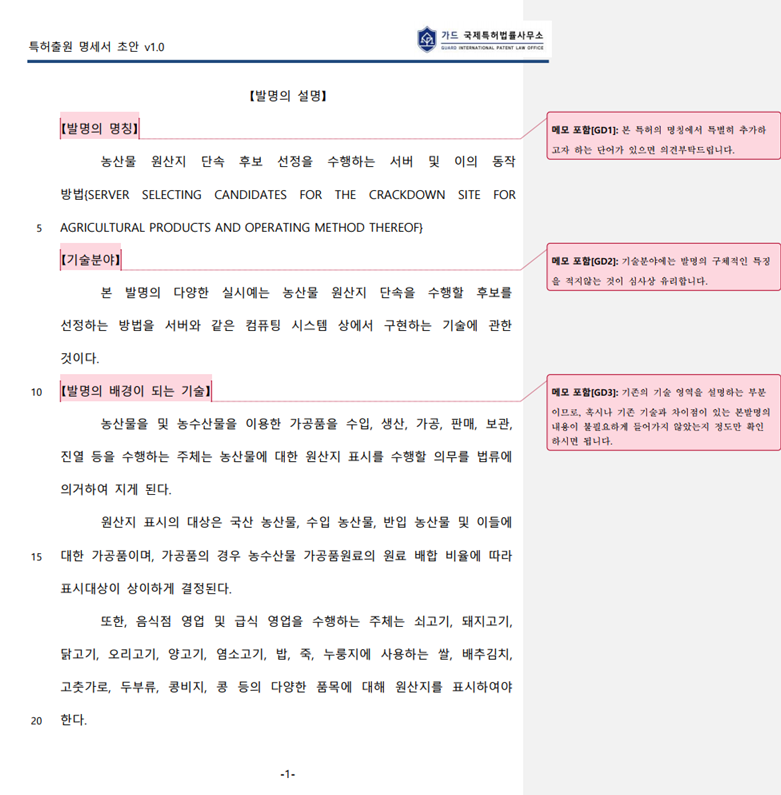 특허출원 명세서 초안 v1.0
가드 국제특허법률사무소
GUARD INTERNATIONAL PATENT LAW OFFICE
【발명의 설명】
【발명의 명칭】
메모 포함[GD1]: 본 특허의 명칭에서 특별히 추가하
고자 하는 단어가 있으면 의견부탁드립니다.
농산물 원산지 단속 후보 선정을 수행하는 서버 및 이의 동작
방법{SERVER SELECTING CANDIDATES FOR THE CRACKDOWN SITE FOR
5 AGRICULTURAL PRODUCTS AND OPERATING METHOD THEREOF}
【기술분야】
메모 포함[GD2]: 기술분야에는 발명의 구체적인 특징
을 적지않는 것이 심사상 유리합니다.
본 발명의 다양한 실시예는 농산물 원산지 단속을 수행할 후보를
선정하는 방법을 서버와 같은 컴퓨팅 시스템 상에서 구현하는 기술에 관한
것이다.
10 【발명의 배경이 되는 기술】
메모 포함[GD3]: 기존의 기술 영역을 설명하는 부분
이므로, 혹시나 기존 기술과 차이점이 있는 본발명의
내용이 불필요하게 들어가지 않았는지 정도만 확인
하시면 됩니다.
농산물을 및 농수산물을 이용한 가공품을 수입, 생산, 가공, 판매, 보관,
진열 등을 수행하는 주체는 농산물에 대한 원산지 표시를 수행할 의무를 법류에
의거하여 지게 된다.
원산지 표시의 대상은 국산 농산물, 수입 농산물, 반입 농산물 및 이들에
15 대한 가공품이며, 가공품의 경우 농수산물 가공품원료의 원료 배합 비율에 따라
표시대상이 상이하게 결정된다.
또한, 음식점 영업 및 급식 영업을 수행하는 주체는 쇠고기, 돼지고기,
닭고기, 오리고기, 양고기, 염소고기, 밥, 죽, 누룽지에 사용하는 쌀, 배추김치,
고춧가로, 두부류, 콩비지, 콩 등의 다양한 품목에 대해 원산지를 표시하여야
20 한다.
-1-